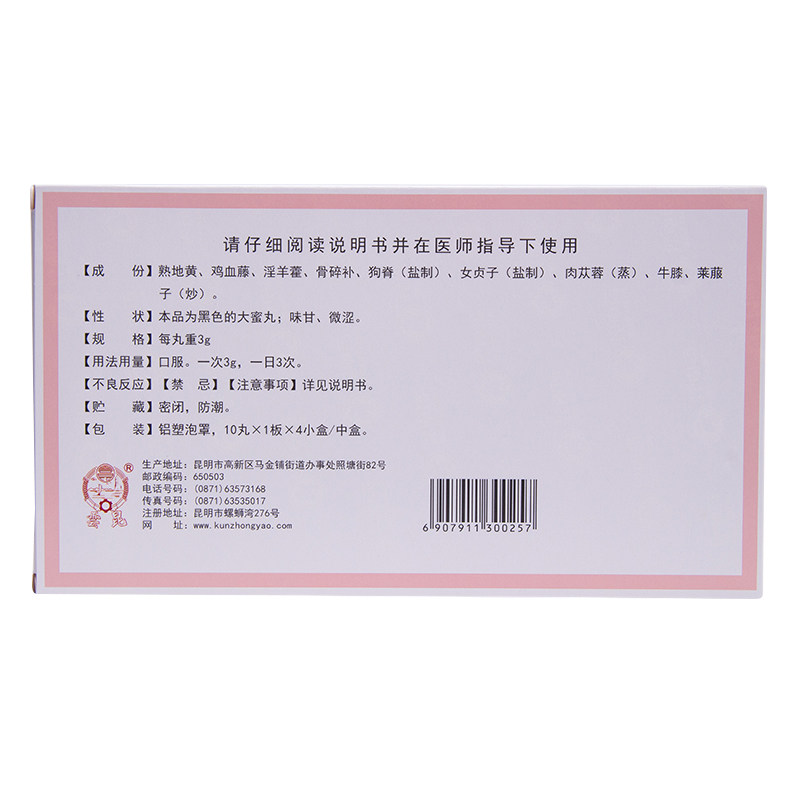 请仔细阅读说明书并在医师指导下使用
【成 份】熟地黄、鸡血藤、淫羊藿、骨碎补、狗脊（盐制）、女贞子（盐制）、肉苁蓉（蒸）、牛膝、莱菔
子（炒）。
【性 状】本品为黑色的大蜜丸；味甘、微涩。
【规 格】每丸重3g
【用法用量】口服。一次3g，一日3次。
【不良反应】【禁 忌】【注意事项】详见说明书。
【贮 藏】密闭，防潮。
【包 装】铝塑泡罩，10丸×1板×4小盒/中盒。
生产地址：昆明市高新区马金铺街道办事处照塘街82号
邮政编码：650503
电话号码：(0871)63573168
传真号码：(0871)63535017
注册地址：昆明市螺蛳湾276号
网 址：www.kunzhongyao.com
®
6 907911 300257